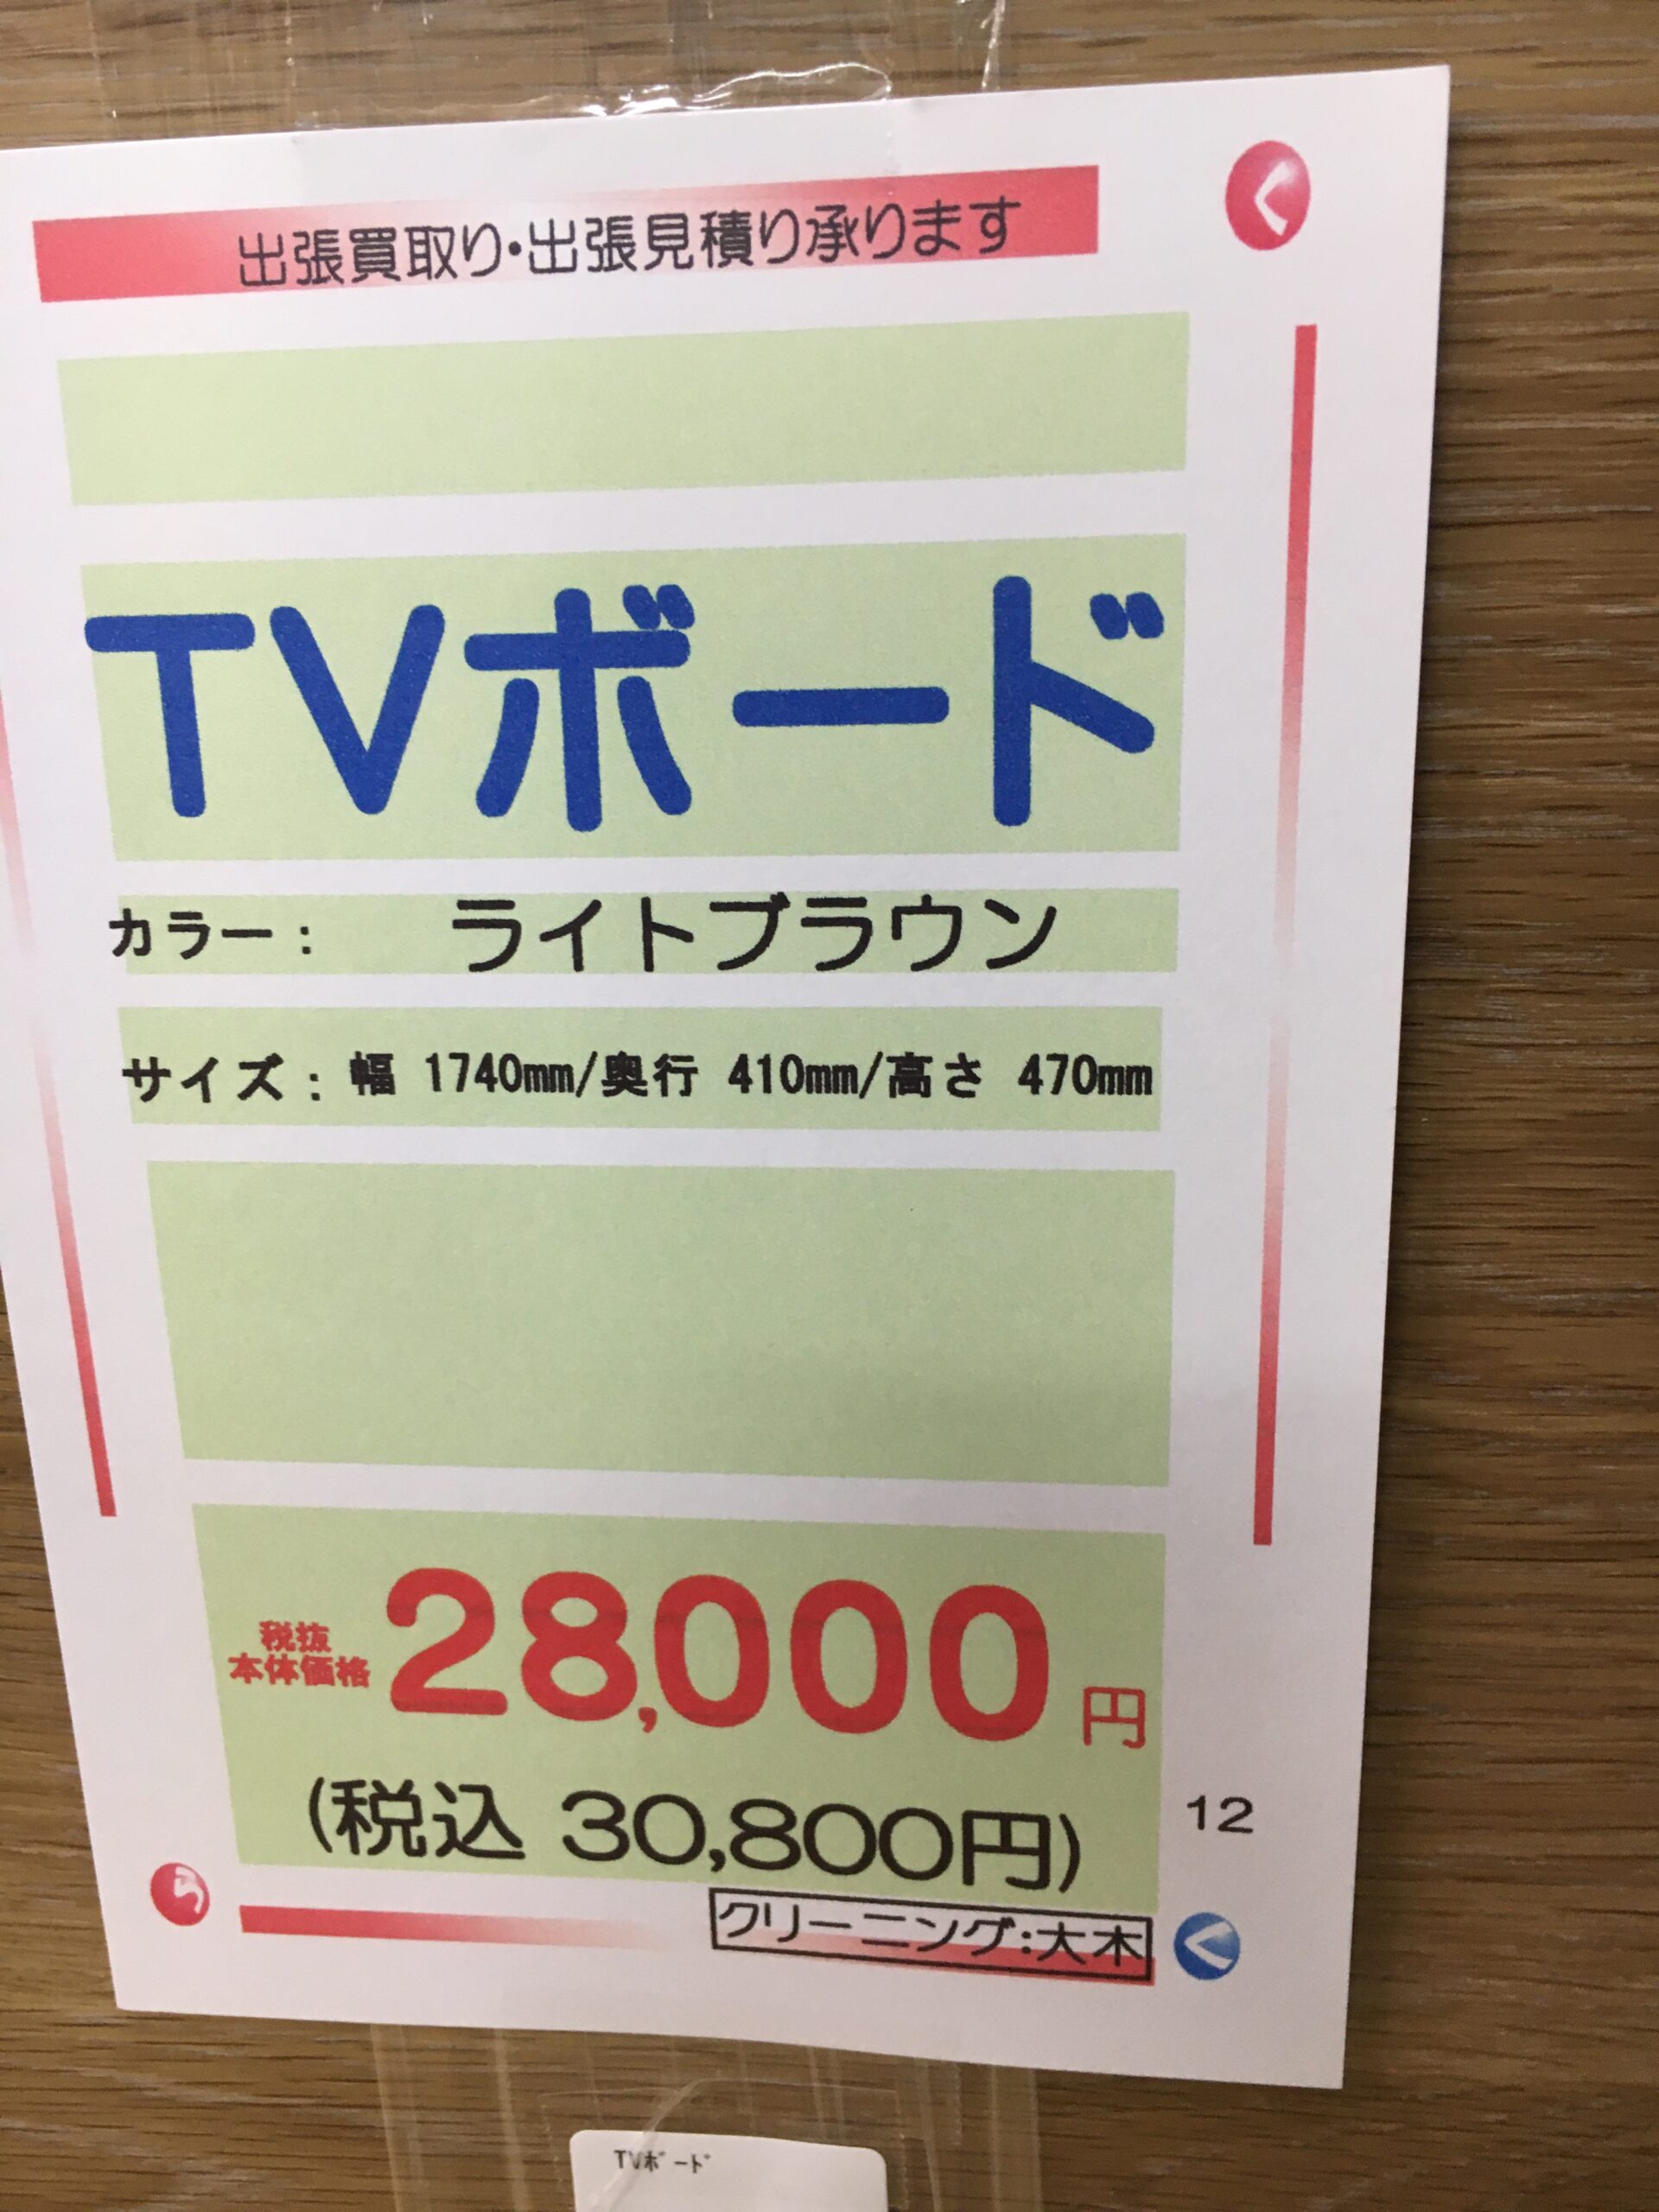 出張買取り・出張見積り承ります
く
TVボード
カラー： ライトブラウン
サイズ：幅 1740mm/奥行 410mm/高さ 470mm
税抜
本体価格
28,000円
(税込 30,800円)
12
クリーニング:大木
ら
く
TVボード